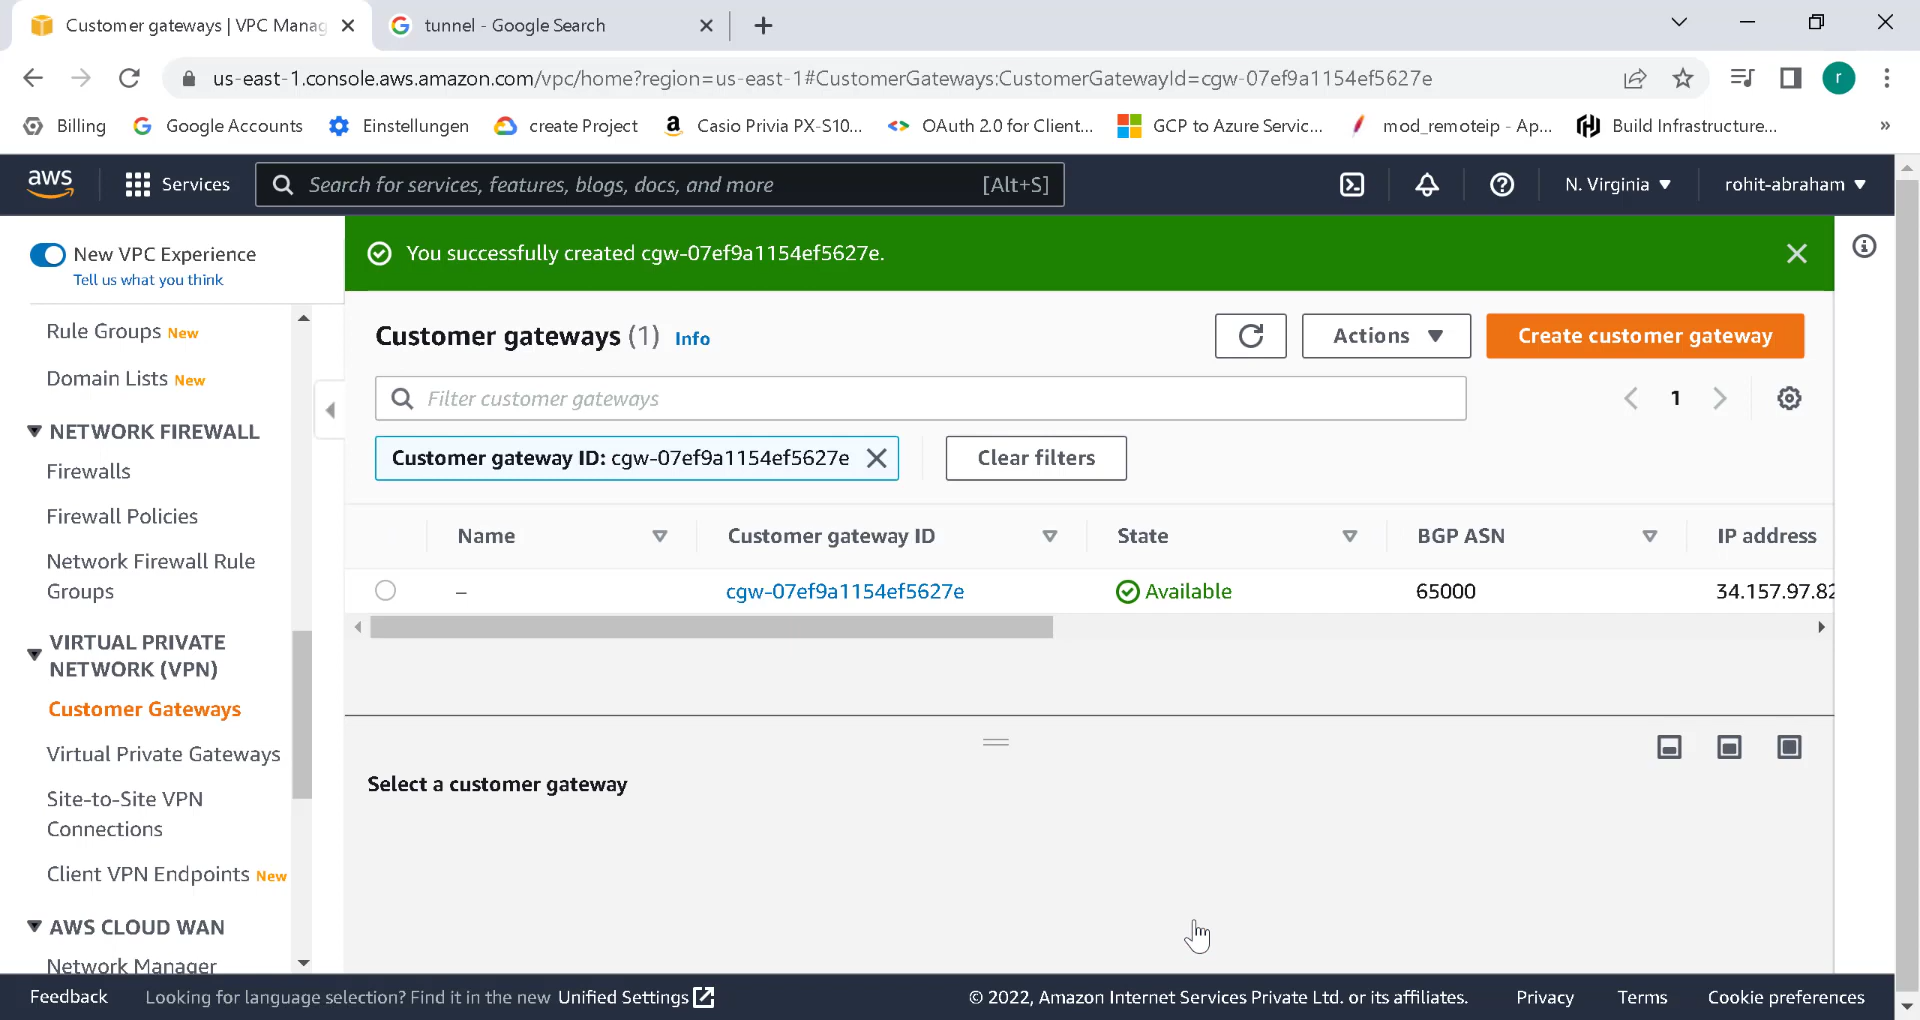 Customer gateways | VPC Manag
tunnel - Google Search
us-east-1.console.aws.amazon.com/vpc/home?region=us-east-1#CustomerGateways:CustomerGatewayId=cgw-07ef9a1154ef5627e
r
Billing
Google Accounts
Einstellungen
create Project
Casio Privia PX-S10...
OAuth 2.0 for Client...
GCP to Azure Servic...
mod_remoteip - Ap...
Build Infrastructure...
»
aws
Services
Search for services, features, blogs, docs, and more
[Alt+S]
N. Virginia
rohit-abraham
New VPC Experience
Tell us what you think
Rule Groups New
Domain Lists New
NETWORK FIREWALL
Firewalls
Firewall Policies
Network Firewall Rule
Groups
VIRTUAL PRIVATE
NETWORK (VPN)
Customer Gateways
Virtual Private Gateways
Site-to-Site VPN
Connections
Client VPN Endpoints New
AWS CLOUD WAN
Network Manager
You successfully created cgw-07ef9a1154ef5627e.
Customer gateways (1) Info
Actions
Create customer gateway
Filter customer gateways
1
Customer gateway ID: cgw-07ef9a1154ef5627e
Clear filters
Name
Customer gateway ID
State
BGP ASN
IP address
–
cgw-07ef9a1154ef5627e
Available
65000
34.157.97.82
Select a customer gateway
Feedback
Looking for language selection? Find it in the new Unified Settings
© 2022, Amazon Internet Services Private Ltd. or its affiliates.
Privacy
Terms
Cookie preferences